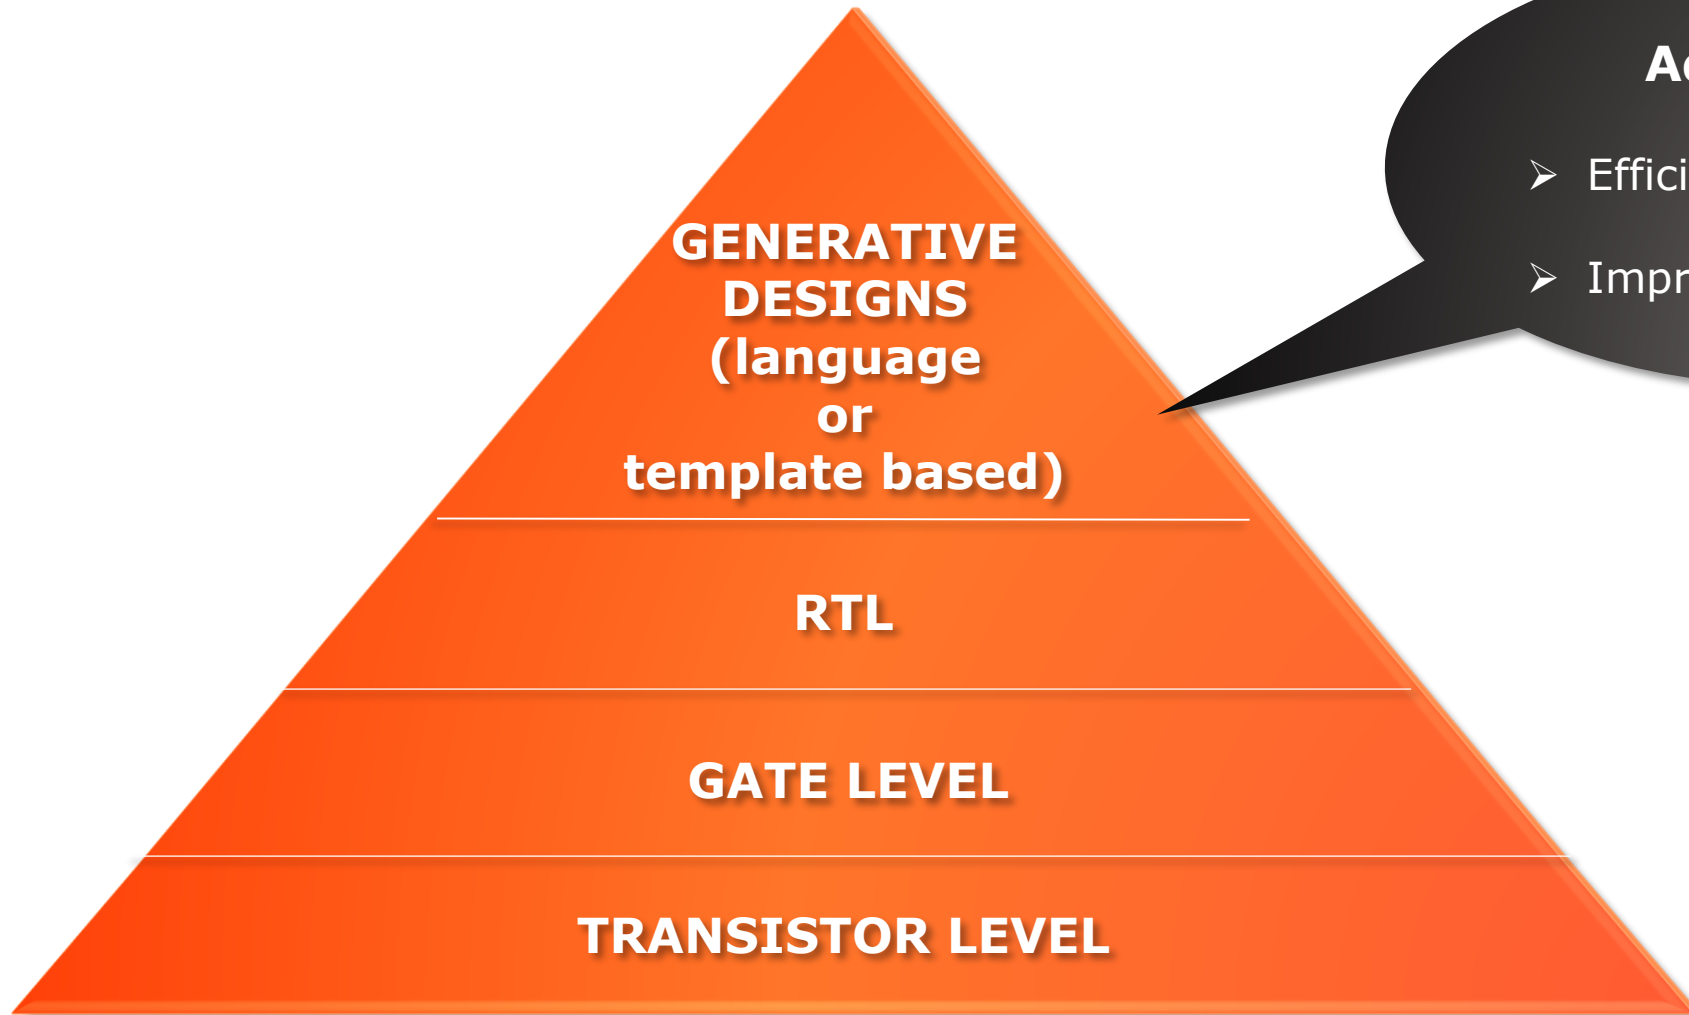 GENERATIVE
DESIGNS
(language
or
template based)
RTL
GATE LEVEL
TRANSISTOR LEVEL